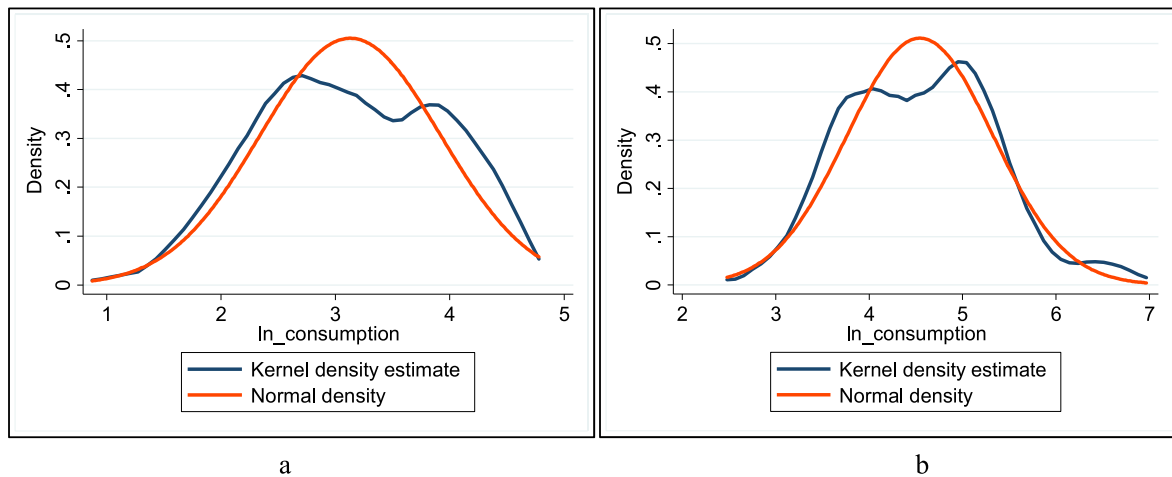 Density
.5
.4
.3
.2
.1
0
1 2 3 4 5
ln_consumption
Kernel density estimate
Normal density
a
Density
.5
.4
.3
.2
.1
0
2 3 4 5 6 7
ln_consumption
Kernel density estimate
Normal density
b